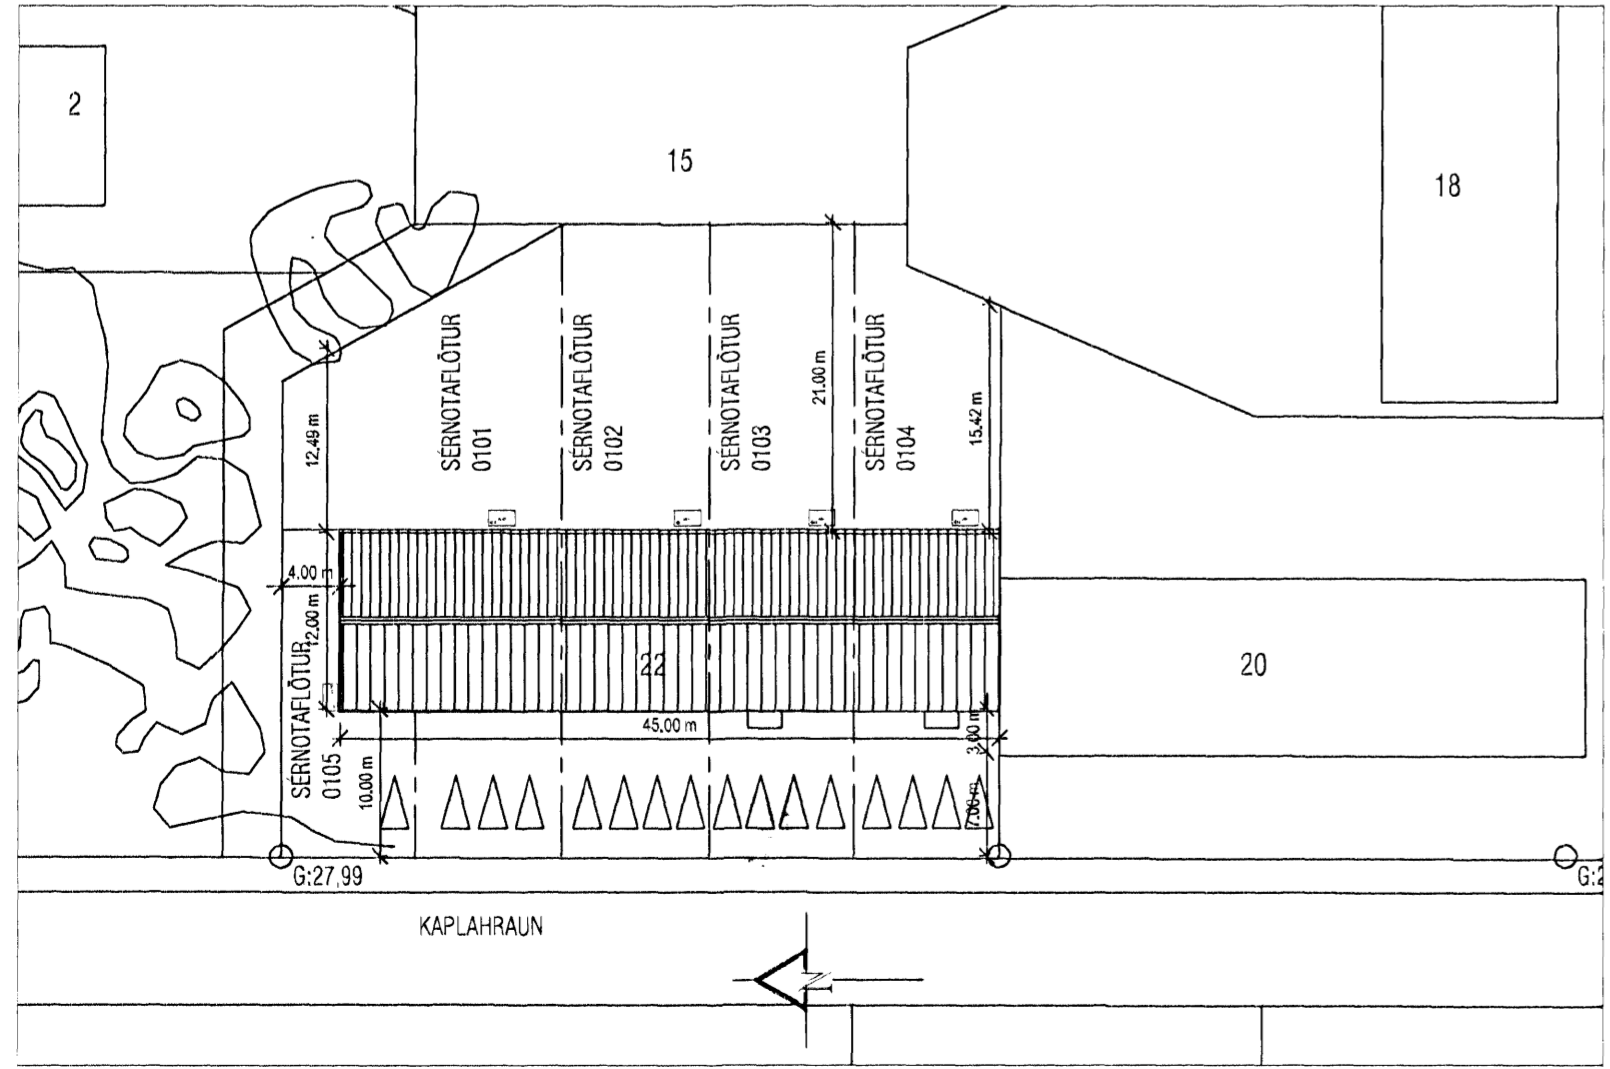 2
15
18
SÉRNOTAFLÖTUR
0101
SÉRNOTAFLÖTUR
0102
SÉRNOTAFLÖTUR
0103
SÉRNOTAFLÖTUR
0104
21.00 m
15.42 m
12.49 m
4.00 m
12.00 m
22
20
45.00 m
SÉRNOTAFLÖTUR
0105
10.00 m
3.00 m
7.00 m
G:27,99
G:2
KAPLAHRAUN
N